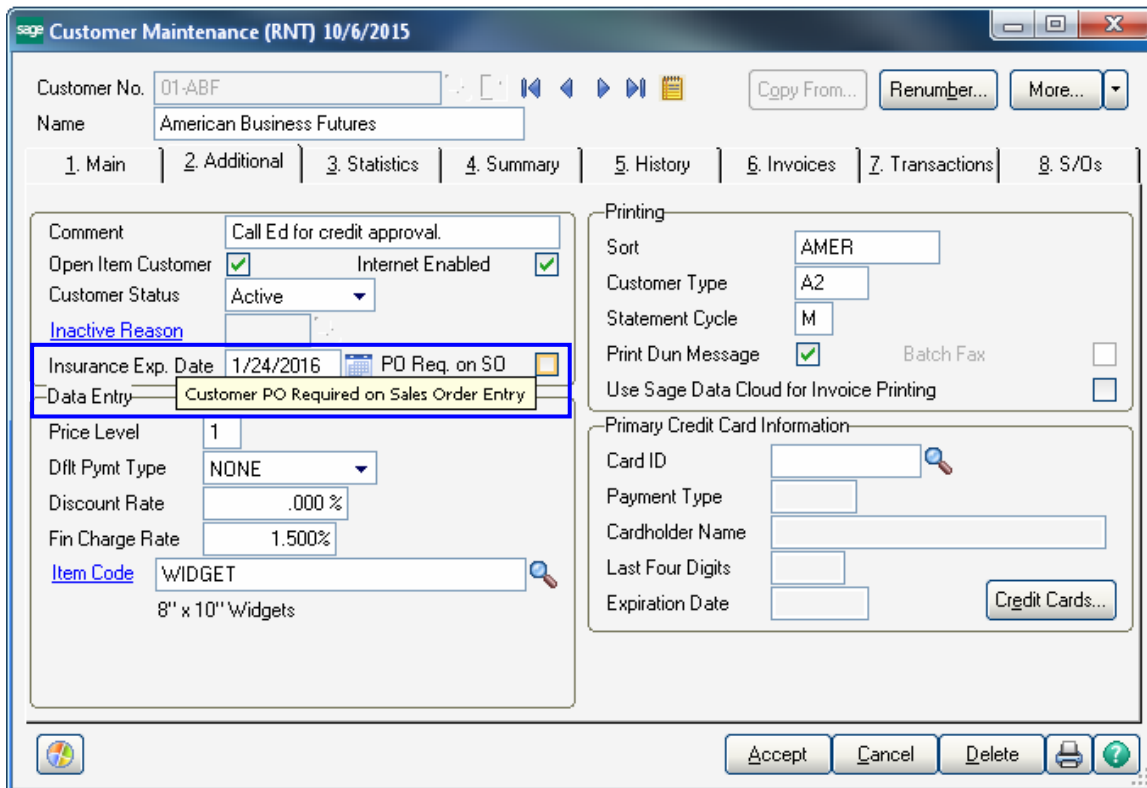 sage Customer Maintenance (RNT) 10/6/2015
Customer No. 01-ABF
Copy From... Renumber... More...
Name American Business Futures
1. Main 2. Additional 3. Statistics 4. Summary 5. History 6. Invoices 7. Transactions 8. S/Os
Comment Call Ed for credit approval.
Open Item Customer Internet Enabled
Customer Status Active
Inactive Reason
Insurance Exp. Date 1/24/2016 PO Req. on SO
Customer PO Required on Sales Order Entry
Data Entry
Price Level 1
Dflt Pymt Type NONE
Discount Rate .000 %
Fin Charge Rate 1.500%
Item Code WIDGET
8" x 10" Widgets
Printing
Sort AMER
Customer Type A2
Statement Cycle M
Print Dun Message Batch Fax
Use Sage Data Cloud for Invoice Printing
Primary Credit Card Information
Card ID
Payment Type
Cardholder Name
Last Four Digits
Expiration Date
Credit Cards...
Accept Cancel Delete